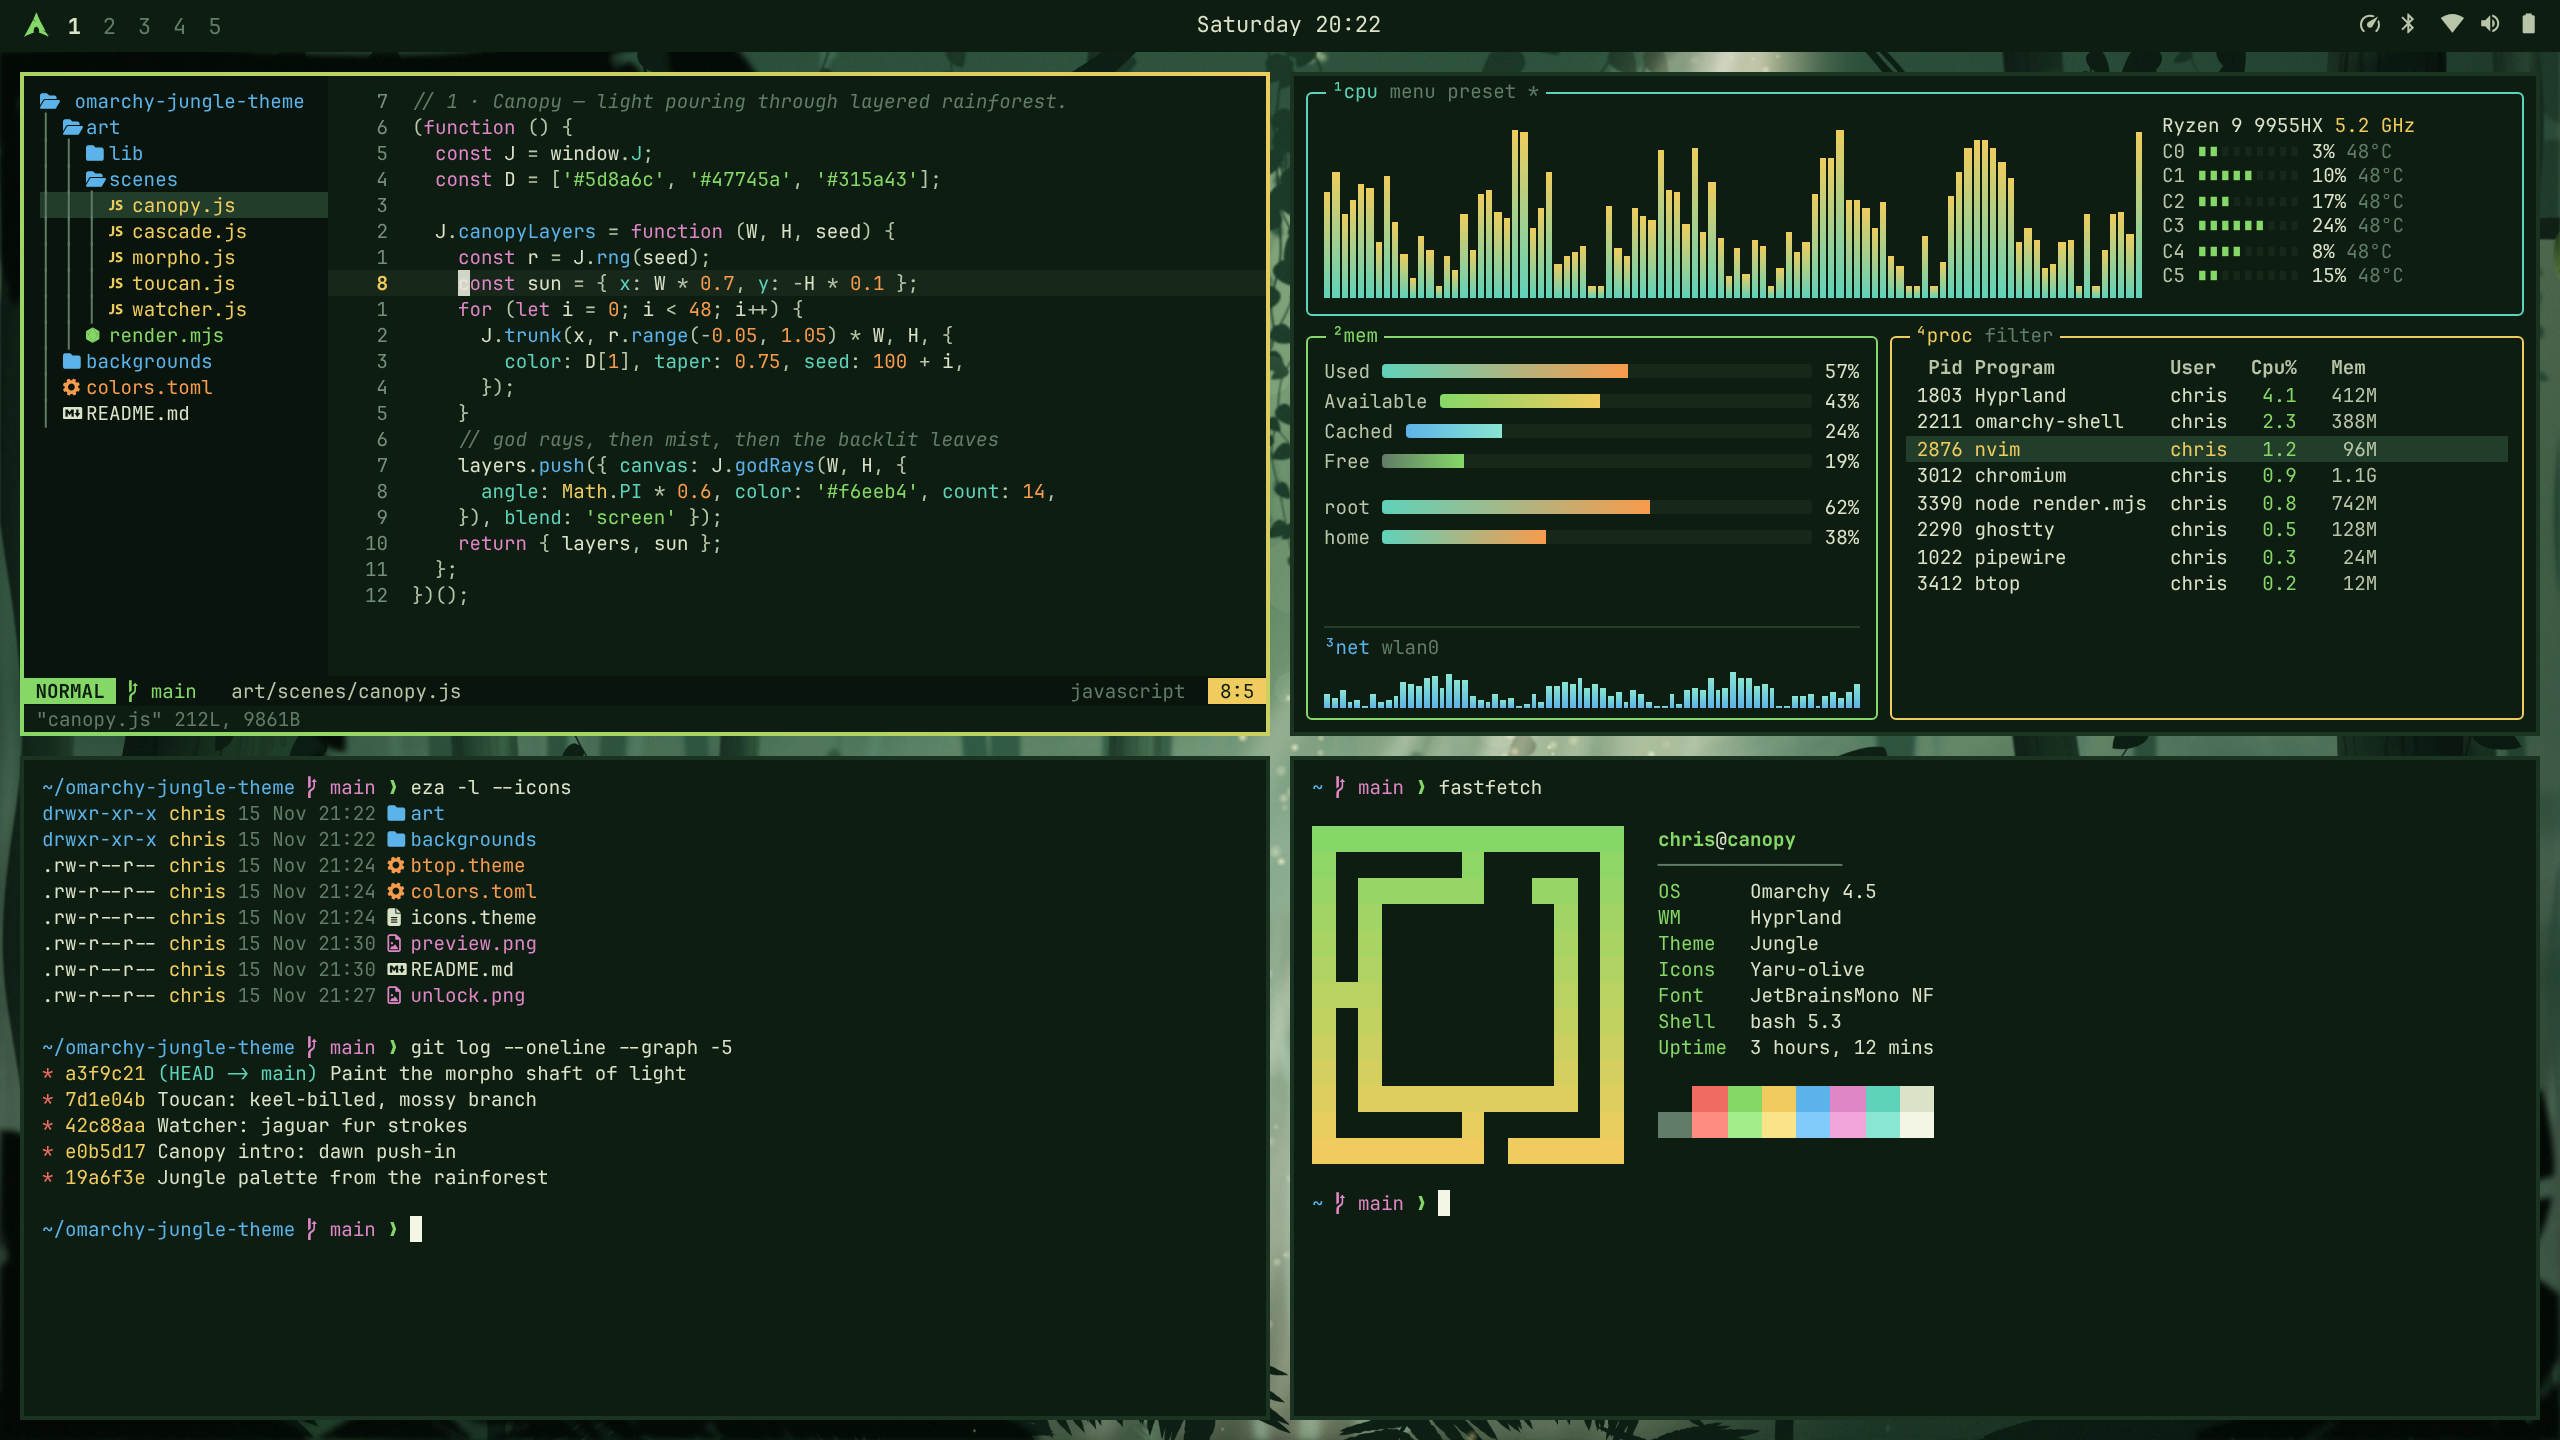 1 2 3 4 5
Saturday 20:22
omarchy-jungle-theme
art
lib
scenes
JS canopy.js
JS cascade.js
JS morpho.js
JS toucan.js
JS watcher.js
render.mjs
backgrounds
colors.toml
README.md
7 // 1 · Canopy — light pouring through layered rainforest.
6 (function () {
5 const J = window.J;
4 const D = ['#5d8a6c', '#47745a', '#315a43'];
3
2 J.canopyLayers = function (W, H, seed) {
1 const r = J.rng(seed);
8 const sun = { x: W * 0.7, y: -H * 0.1 };
1 for (let i = 0; i < 48; i++) {
2 J.trunk(x, r.range(-0.05, 1.05) * W, H, {
3 color: D[1], taper: 0.75, seed: 100 + i,
4 });
5 }
6 // god rays, then mist, then the backlit leaves
7 layers.push({ canvas: J.godRays(W, H, {
8 angle: Math.PI * 0.6, color: '#f6eeb4', count: 14,
9 }), blend: 'screen' });
10 return { layers, sun };
11 };
12 })();
NORMAL main art/scenes/canopy.js javascript 8:5
"canopy.js" 212L, 9861B
¹cpu menu preset *
Ryzen 9 9955HX 5.2 GHz
C0 3% 48°C
C1 10% 48°C
C2 17% 48°C
C3 24% 48°C
C4 8% 48°C
C5 15% 48°C
²mem
Used 57%
Available 43%
Cached 24%
Free 19%
root 62%
home 38%
³net wlan0
⁴proc filter
Pid Program User Cpu% Mem
1803 Hyprland chris 4.1 412M
2211 omarchy-shell chris 2.3 388M
2876 nvim chris 1.2 96M
3012 chromium chris 0.9 1.1G
3390 node render.mjs chris 0.8 742M
2290 ghostty chris 0.5 128M
1022 pipewire chris 0.3 24M
3412 btop chris 0.2 12M
~/omarchy-jungle-theme main ❯ eza -l --icons
drwxr-xr-x chris 15 Nov 21:22 art
drwxr-xr-x chris 15 Nov 21:22 backgrounds
.rw-r--r-- chris 15 Nov 21:24 btop.theme
.rw-r--r-- chris 15 Nov 21:24 colors.toml
.rw-r--r-- chris 15 Nov 21:24 icons.theme
.rw-r--r-- chris 15 Nov 21:30 preview.png
.rw-r--r-- chris 15 Nov 21:30 README.md
.rw-r--r-- chris 15 Nov 21:27 unlock.png
~/omarchy-jungle-theme main ❯ git log --oneline --graph -5
* a3f9c21 (HEAD -> main) Paint the morpho shaft of light
* 7d1e04b Toucan: keel-billed, mossy branch
* 42c88aa Watcher: jaguar fur strokes
* e0b5d17 Canopy intro: dawn push-in
* 19a6f3e Jungle palette from the rainforest
~/omarchy-jungle-theme main ❯
~ main ❯ fastfetch
chris@canopy
OS Omarchy 4.5
WM Hyprland
Theme Jungle
Icons Yaru-olive
Font JetBrainsMono NF
Shell bash 5.3
Uptime 3 hours, 12 mins
~ main ❯